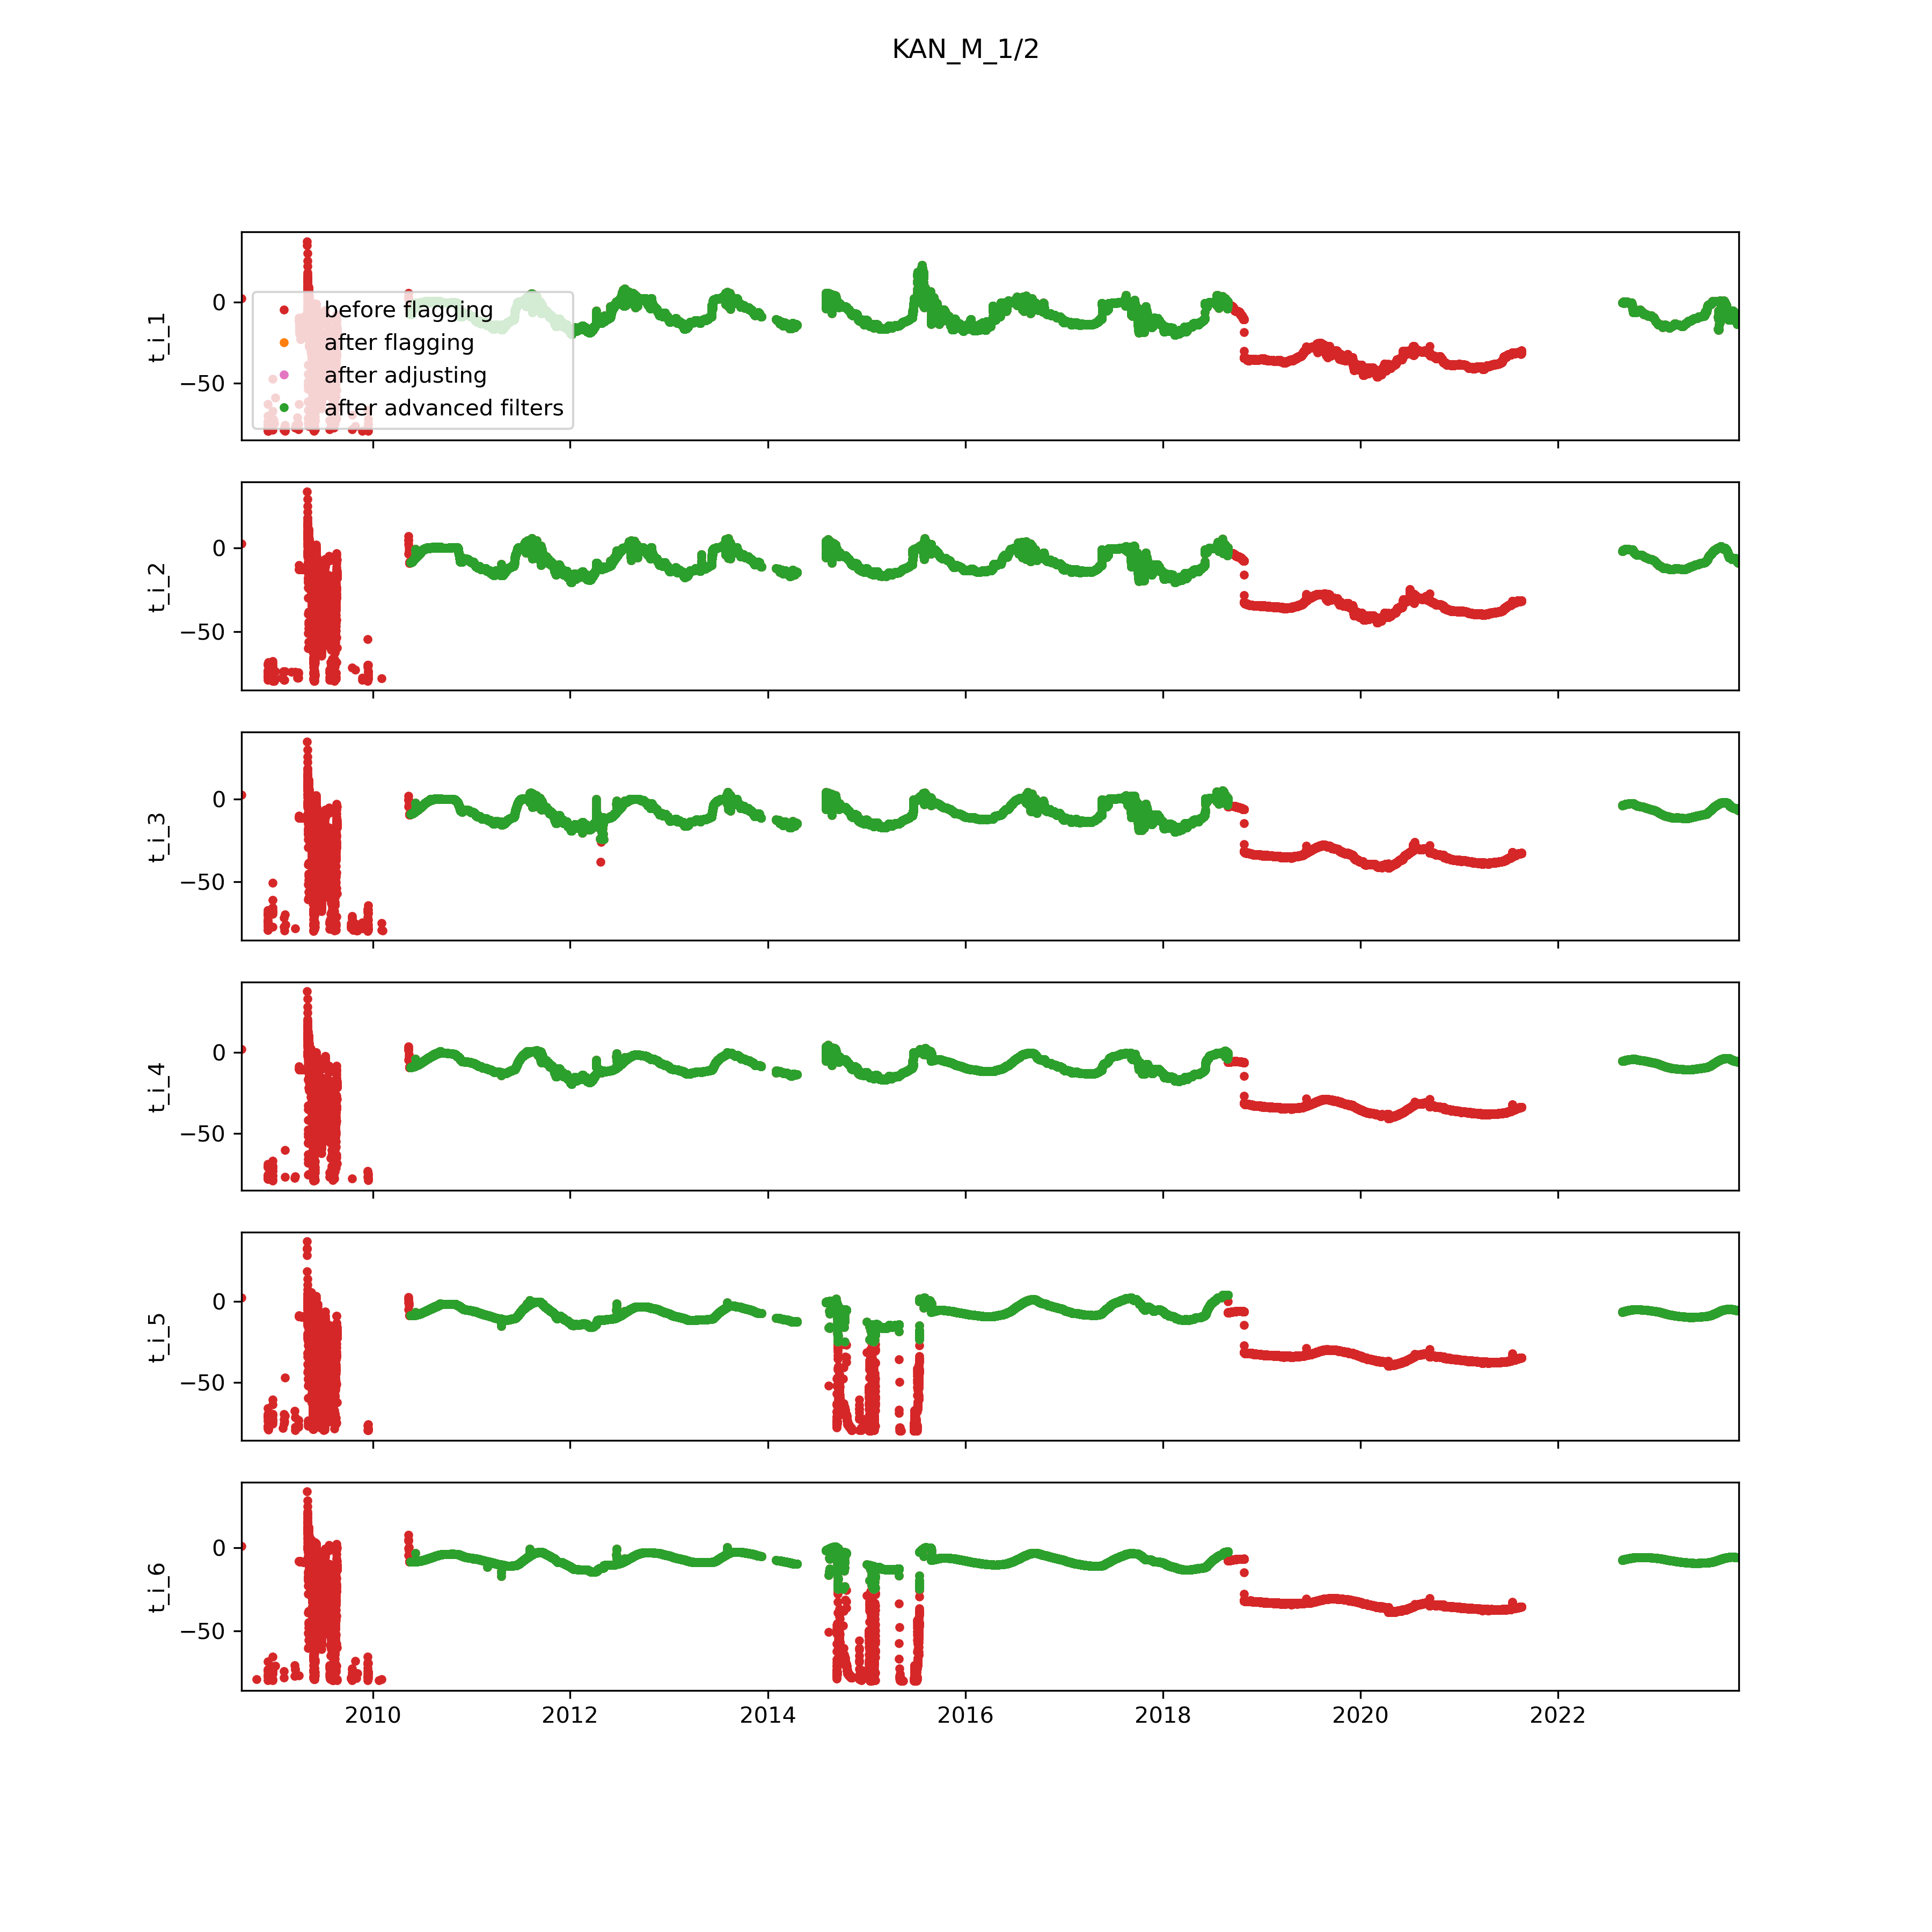 KAN_M_1/2
0
−50
t_i_1
before flagging
after flagging
after adjusting
after advanced filters
0
−50
t_i_2
0
−50
t_i_3
0
−50
t_i_4
0
−50
t_i_5
0
−50
t_i_6
2010 2012 2014 2016 2018 2020 2022